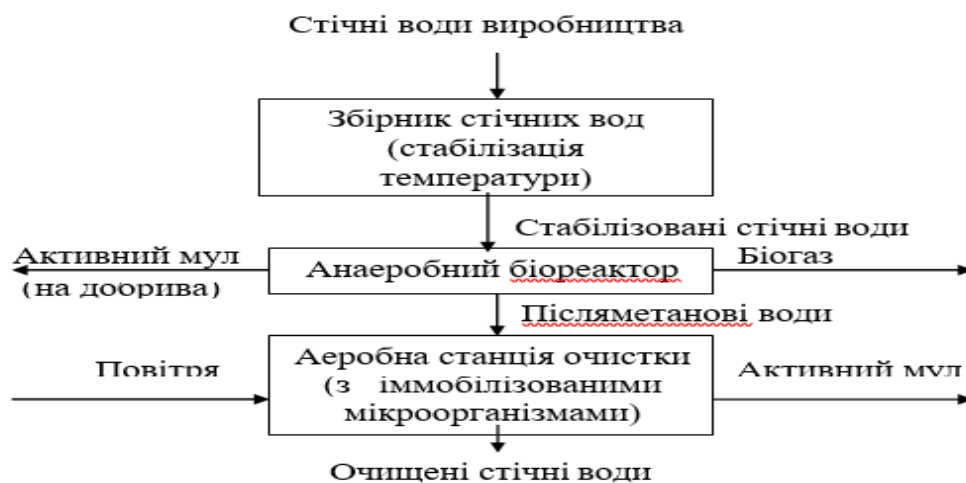 Стічні води виробництва
Збірник стічних вод
(стабілізація
температури)
Стабілізовані стічні води
Активний мул
(на добрива)
Анаеробний біореактор
Біогаз
Післяметанові води
Повітря
Аеробна станція очистки
(з іммобілізованими
мікроорганізмами)
Активний мул
Очищені стічні води